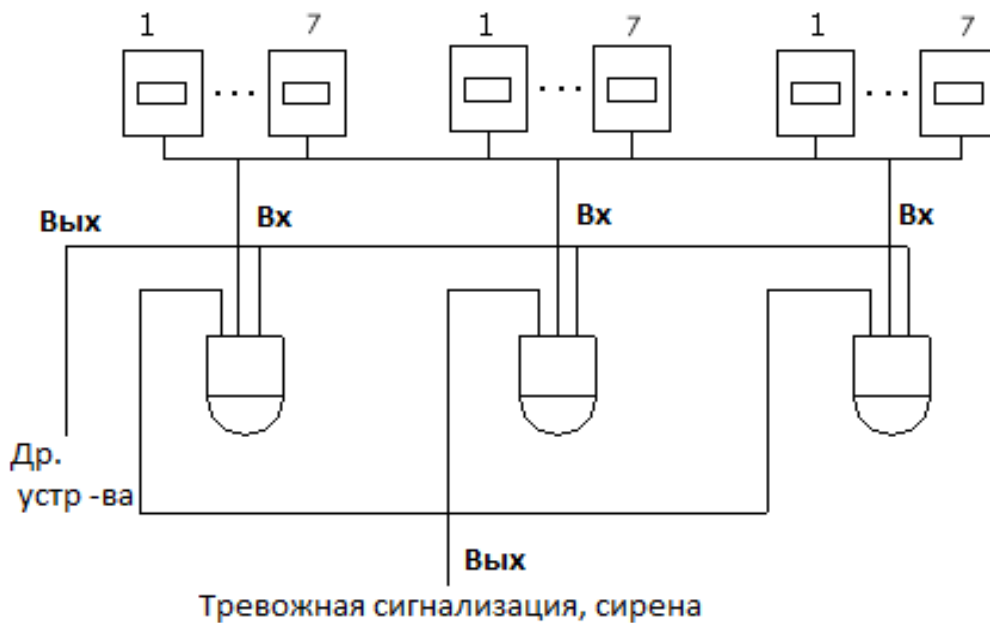 1 7 1 7 1 7
Вых Вх Вх Вх
Др.
устр -ва
Вых
Тревожная сигнализация, сирена